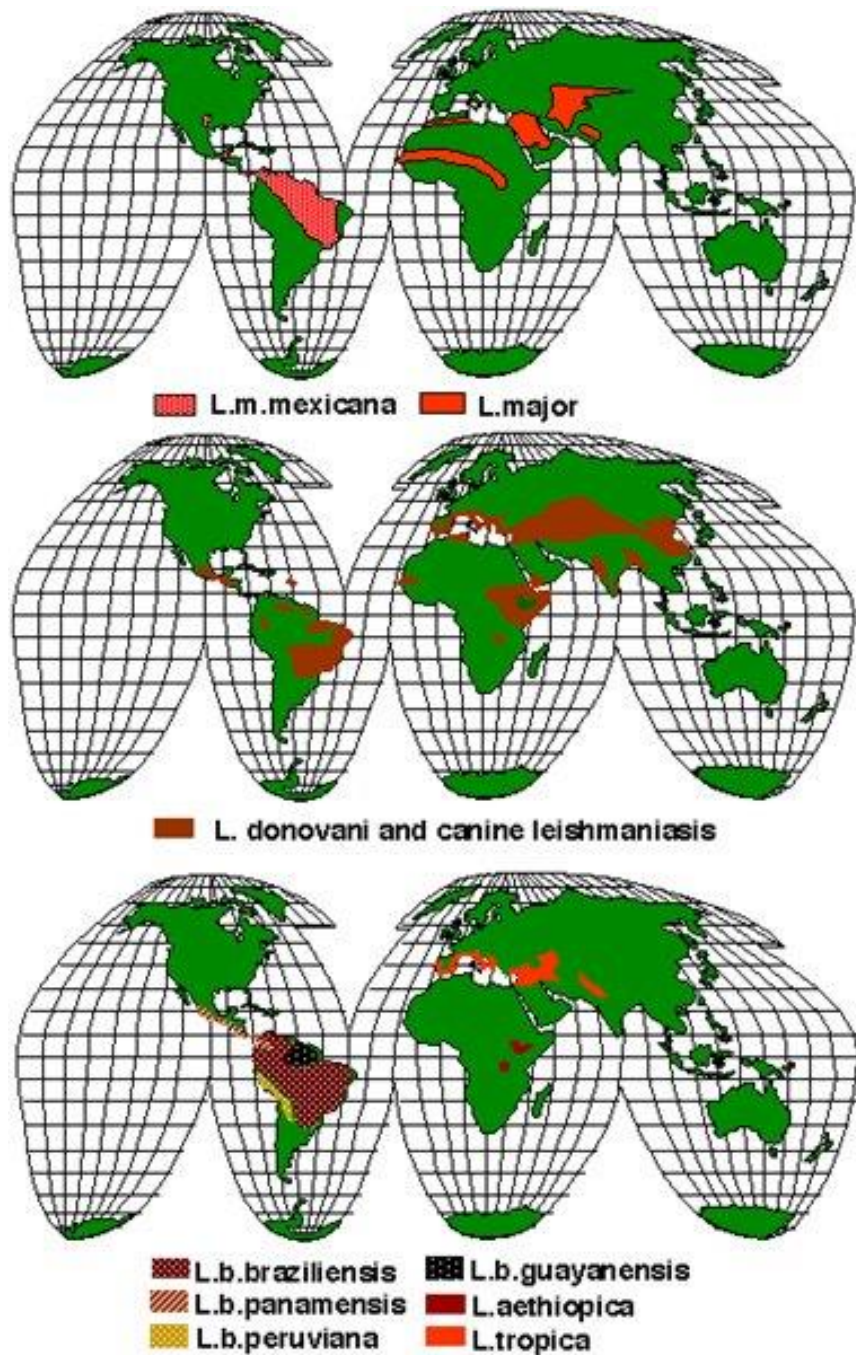 L.m.mexicana L.major
L. donovani and canine leishmaniasis
L.b.braziliensis L.b.guayanensis
L.b.panamensis L.aethiopica
L.b.peruviana L.tropica